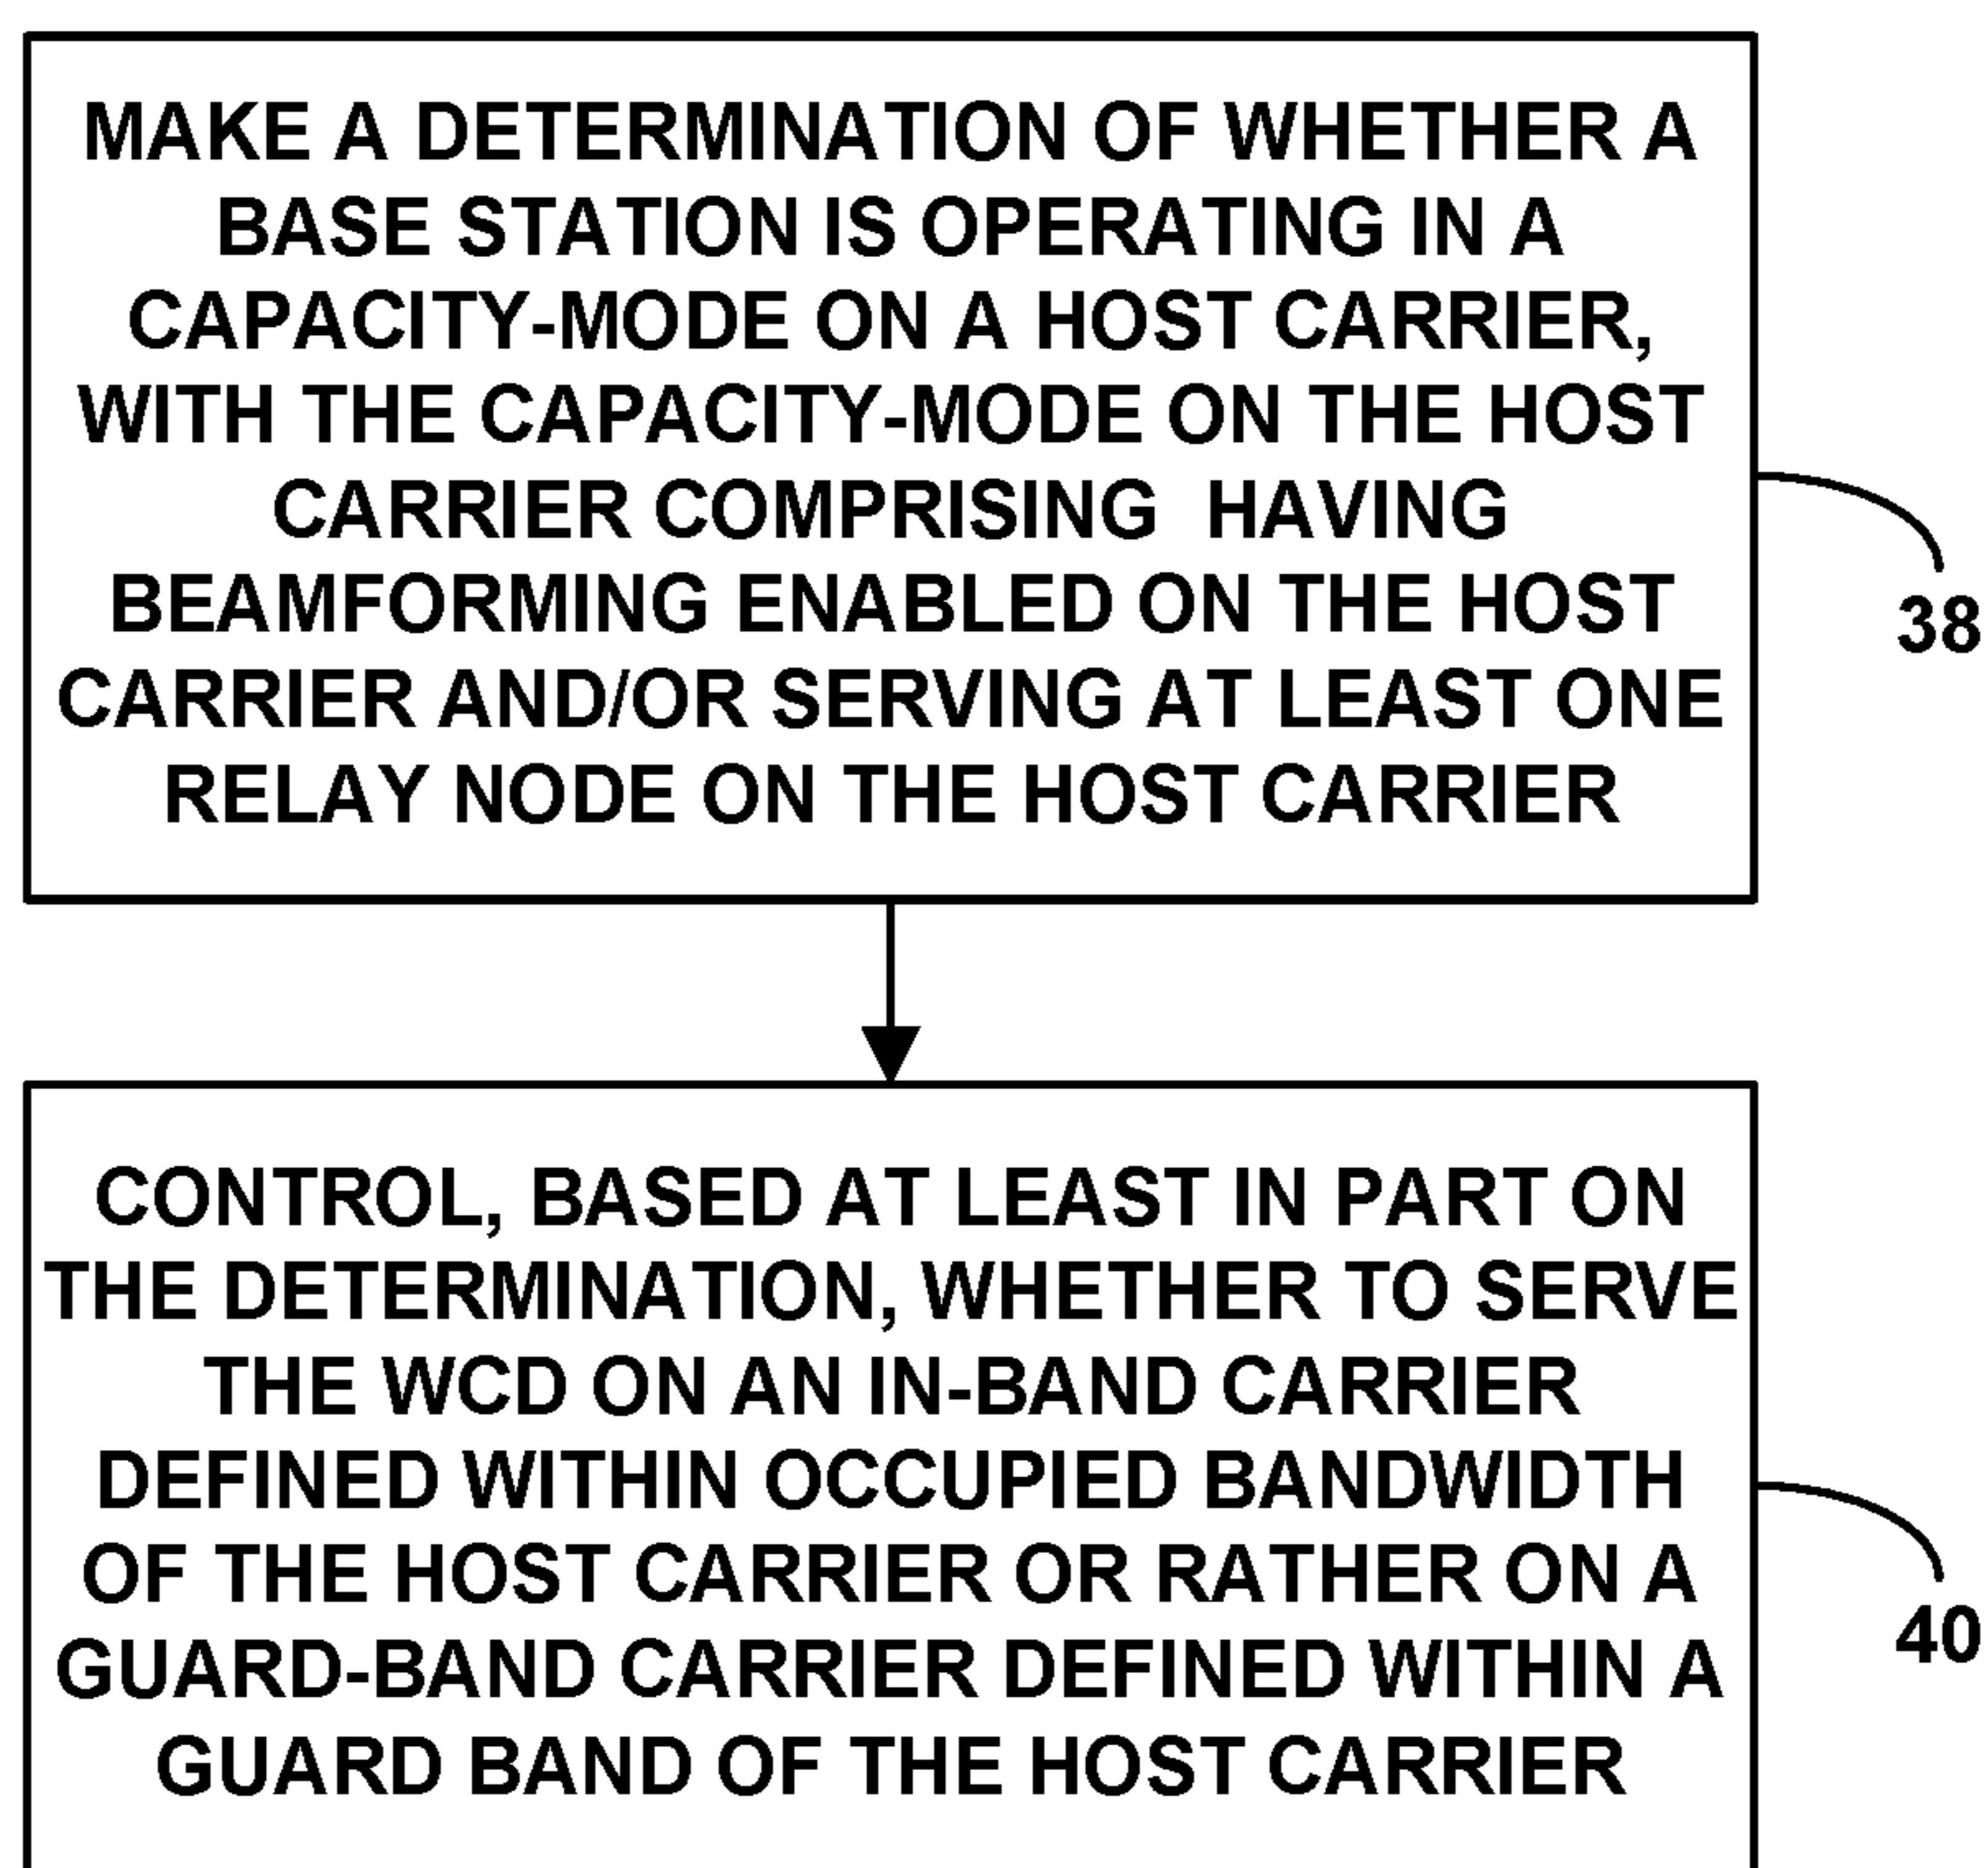 MAKE A DETERMINATION OF WHETHER A
BASE STATION IS OPERATING IN A
CAPACITY-MODE ON A HOST CARRIER,
WITH THE CAPACITY-MODE ON THE HOST
CARRIER COMPRISING HAVING
BEAMFORMING ENABLED ON THE HOST
CARRIER AND/OR SERVING AT LEAST ONE
RELAY NODE ON THE HOST CARRIER
38
CONTROL, BASED AT LEAST IN PART ON
THE DETERMINATION, WHETHER TO SERVE
THE WCD ON AN IN-BAND CARRIER
DEFINED WITHIN OCCUPIED BANDWIDTH
OF THE HOST CARRIER OR RATHER ON A
GUARD-BAND CARRIER DEFINED WITHIN A
GUARD BAND OF THE HOST CARRIER
40